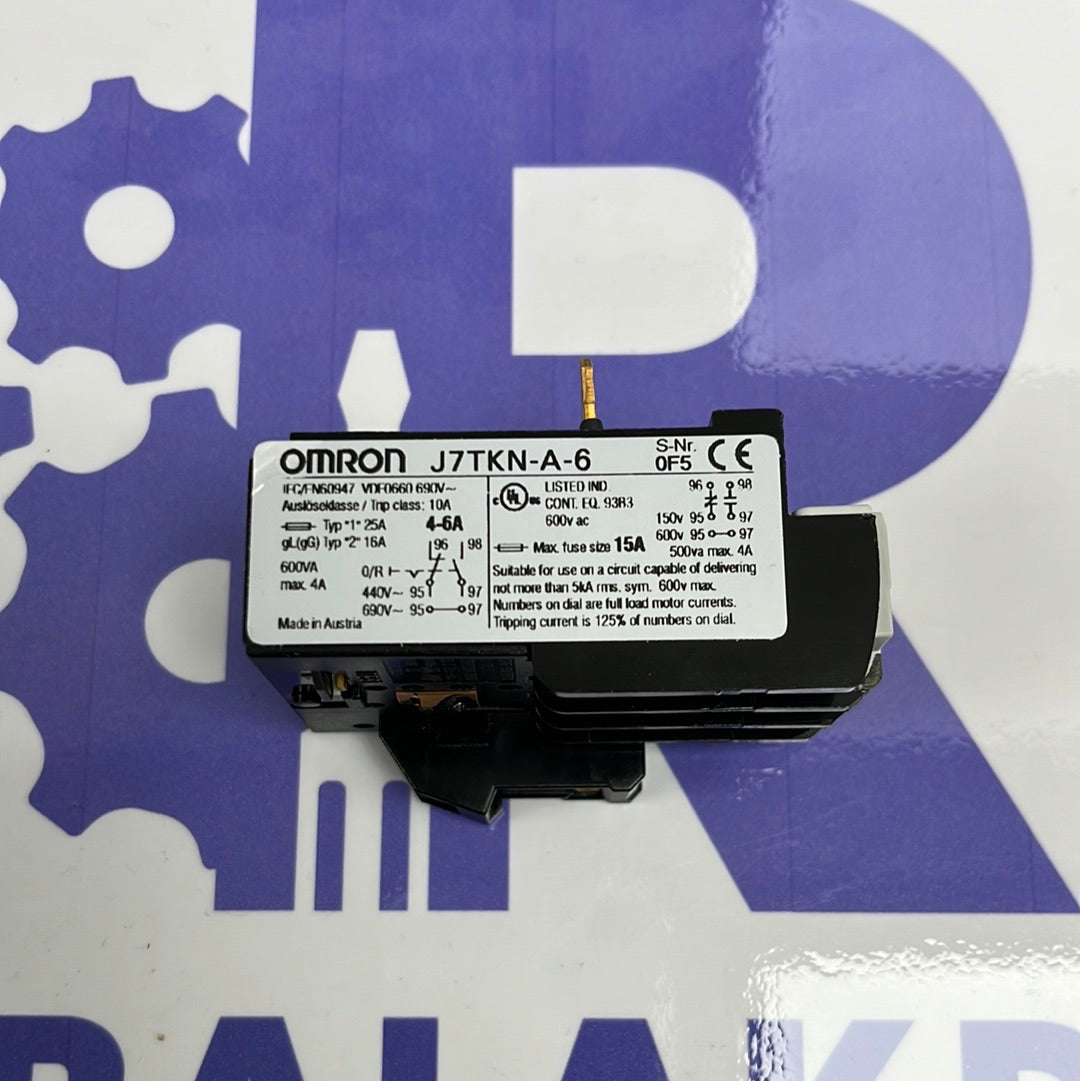 OMRON J7TKN-A-6
S-Nr.
0F5 CE
IEC/EN60947 VDE0660 690V~
Auslöseklasse / Trip class: 10A
Typ "1" 25A 4-6A
gL(gG) Typ "2" 16A
96 98
600VA
max. 4A
0/R
440V~ 95 97
690V~ 95 97
Made in Austria
c UL us
LISTED IND.
CONT. EQ. 93R3
600v ac
96 98
150v 95 97
600v 95 97
500va max. 4A
Max. fuse size 15A
Suitable for use on a circuit capable of delivering
not more than 5kA rms. sym. 600v max.
Numbers on dial are full load motor currents.
Tripping current is 125% of numbers on dial.
R